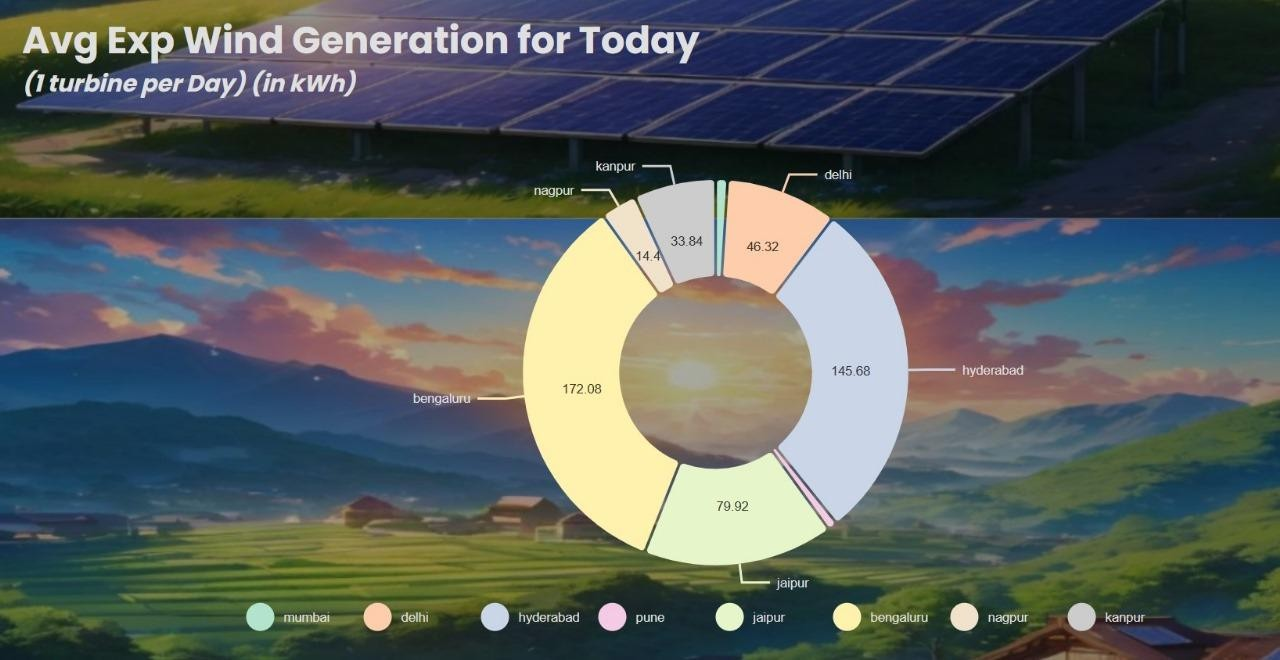 Avg Exp Wind Generation for Today
(1 turbine per Day) (in kWh)
kanpur
delhi
nagpur
33.84
46.32
14.4
145.68
hyderabad
172.08
bengaluru
79.92
jaipur
mumbai delhi hyderabad pune jaipur bengaluru nagpur kanpur